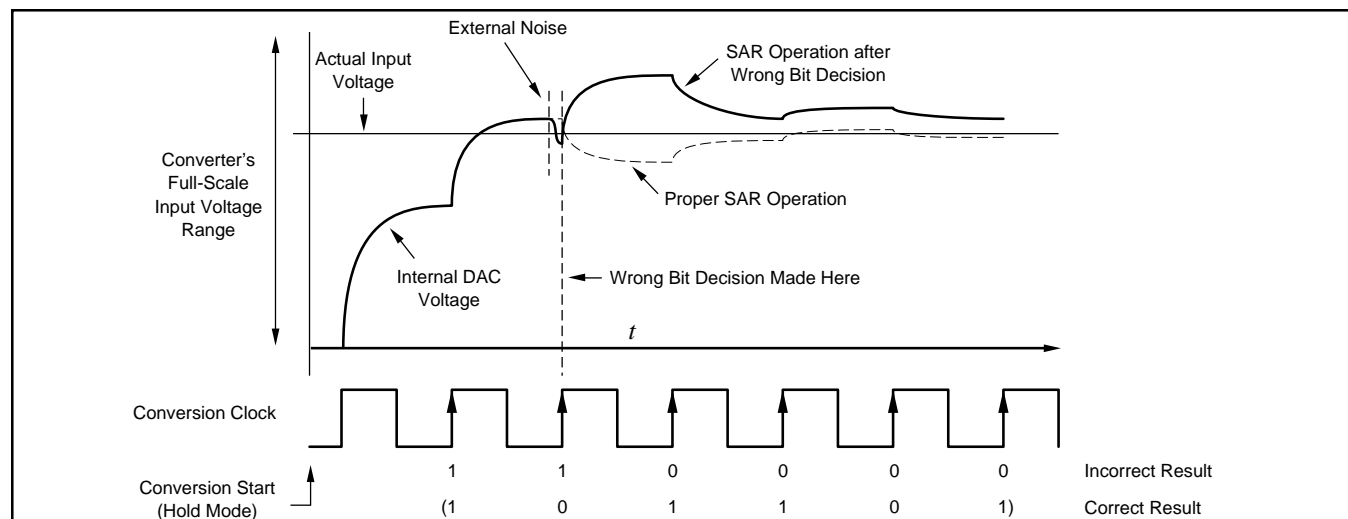 External Noise
Actual Input
Voltage
SAR Operation after
Wrong Bit Decision
Converter's
Full-Scale
Input Voltage
Range
Proper SAR Operation
Internal DAC
Voltage
Wrong Bit Decision Made Here
t
Conversion Clock
1 1 0 0 0 0 Incorrect Result
Conversion Start
(Hold Mode)
(1 0 1 1 0 1) Correct Result